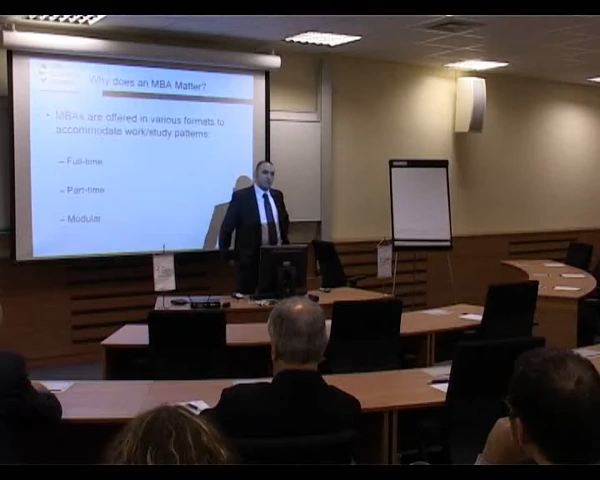 Why does an MBA Matter?
• MBAs are offered in various formats to
accommodate work/study patterns:
– Full-time
– Part-time
– Modular